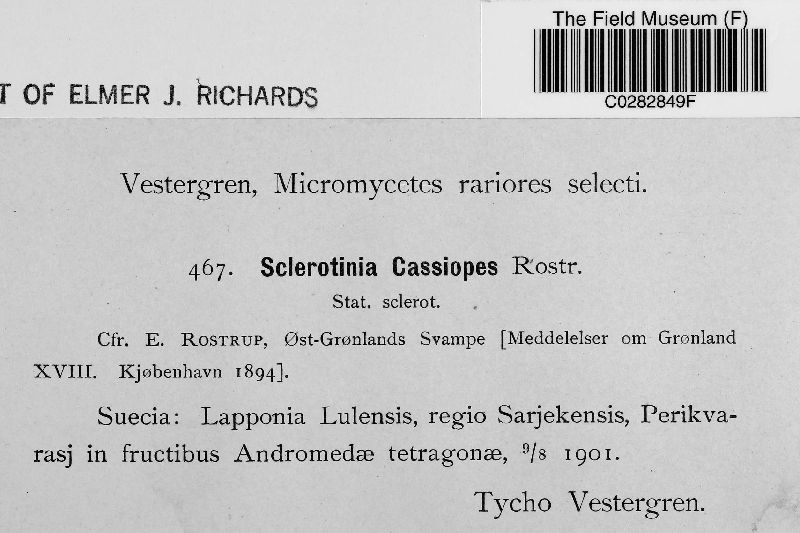 The Field Museum (F)
C0282849F
T OF ELMER J. RICHARDS
Vestergren, Micromycetes rariores selecti.
467. Sclerotinia Cassiopes Rostr.
Stat. sclerot.
Cfr. E. ROSTRUP, Øst-Grønlands Svampe [Meddelelser om Grønland
XVIII. Kjøbenhavn 1894].
Suecia: Lapponia Lulensis, regio Sarjekensis, Perikva-
rasj in fructibus Andromedæ tetragonæ, 9/8 1901.
Tycho Vestergren.